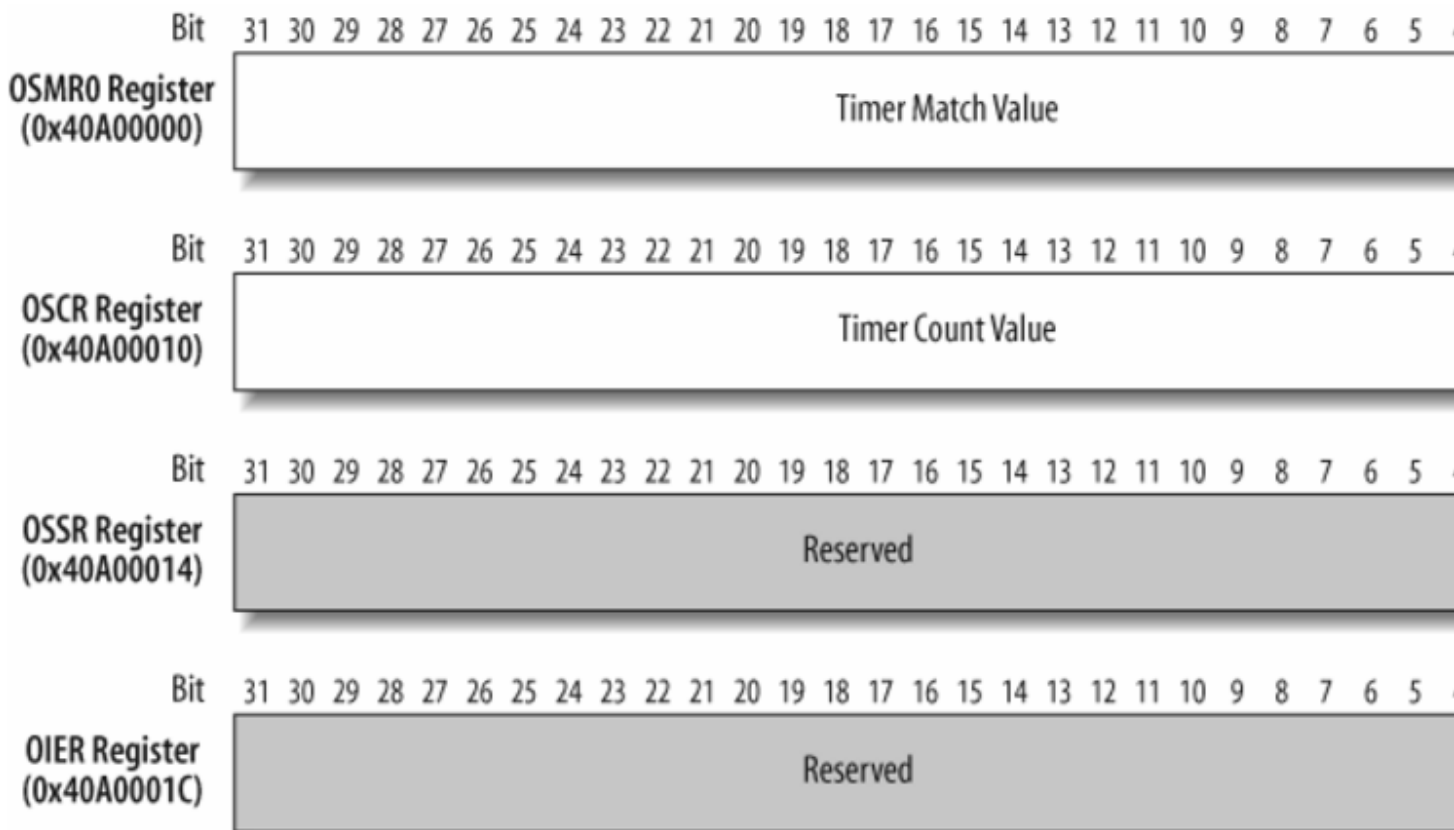 Bit 31 30 29 28 27 26 25 24 23 22 21 20 19 18 17 16 15 14 13 12 11 10 9 8 7 6 5
OSMR0 Register
(0x40A00000)
Timer Match Value
Bit 31 30 29 28 27 26 25 24 23 22 21 20 19 18 17 16 15 14 13 12 11 10 9 8 7 6 5
OSCR Register
(0x40A00010)
Timer Count Value
Bit 31 30 29 28 27 26 25 24 23 22 21 20 19 18 17 16 15 14 13 12 11 10 9 8 7 6 5
OSSR Register
(0x40A00014)
Reserved
Bit 31 30 29 28 27 26 25 24 23 22 21 20 19 18 17 16 15 14 13 12 11 10 9 8 7 6 5
OIER Register
(0x40A0001C)
Reserved